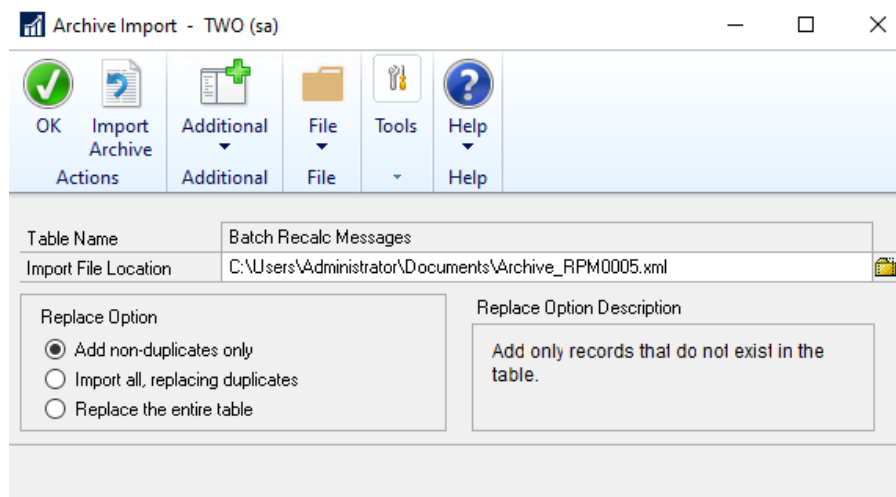 Archive Import - TWO (sa)
OK
Import
Archive
Additional
File
Tools
Help
Actions
Additional
File
Help
Table Name
Batch Recalc Messages
Import File Location
C:\Users\Administrator\Documents\Archive_RPM0005.xml
Replace Option
Add non-duplicates only
Import all, replacing duplicates
Replace the entire table
Replace Option Description
Add only records that do not exist in the
table.